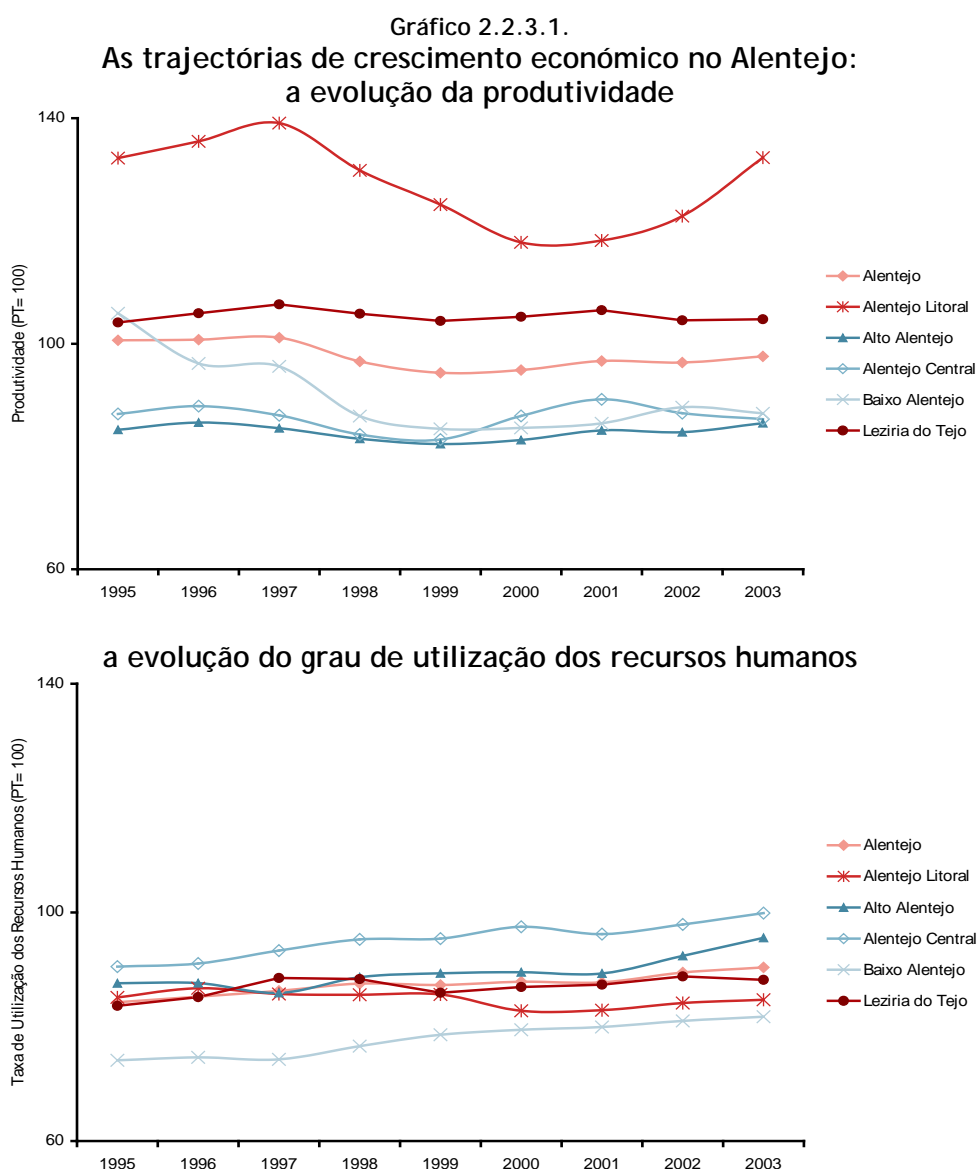 Gráfico 2.2.3.1.
As trajectórias de crescimento económico no Alentejo:
a evolução da produtividade
140
100
60
Produtividade (PT= 100)
1995 1996 1997 1998 1999 2000 2001 2002 2003
Alentejo
Alentejo Litoral
Alto Alentejo
Alentejo Central
Baixo Alentejo
Leziria do Tejo
a evolução do grau de utilização dos recursos humanos
140
100
60
Taxa de Utilização dos Recursos Humanos (PT= 100)
1995 1996 1997 1998 1999 2000 2001 2002 2003
Alentejo
Alentejo Litoral
Alto Alentejo
Alentejo Central
Baixo Alentejo
Leziria do Tejo